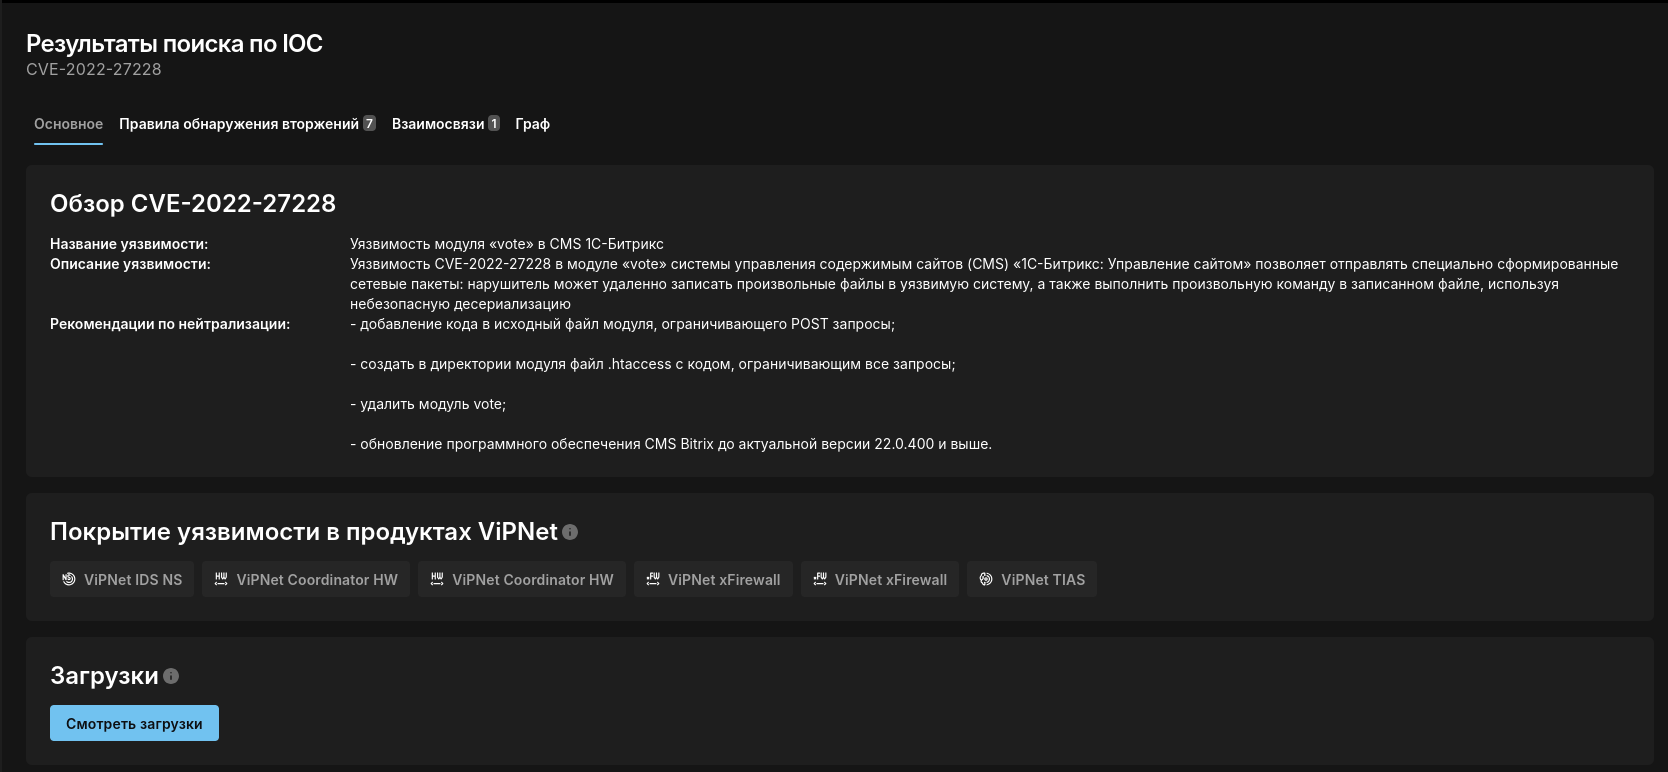 Результаты поиска по IOC
CVE-2022-27228
Основное Правила обнаружения вторжений 7 Взаимосвязи 1 Граф
Обзор CVE-2022-27228
Название уязвимости: Уязвимость модуля «vote» в CMS 1С-Битрикс
Описание уязвимости: Уязвимость CVE-2022-27228 в модуле «vote» системы управления содержимым сайтов (CMS) «1С-Битрикс: Управление сайтом» позволяет отправлять специально сформированные
сетевые пакеты: нарушитель может удаленно записать произвольные файлы в уязвимую систему, а также выполнить произвольную команду в записанном файле, используя
небезопасную десериализацию
Рекомендации по нейтрализации: - добавление кода в исходный файл модуля, ограничивающего POST запросы;
- создать в директории модуля файл .htaccess с кодом, ограничивающим все запросы;
- удалить модуль vote;
- обновление программного обеспечения CMS Bitrix до актуальной версии 22.0.400 и выше.
Покрытие уязвимости в продуктах ViPNet
ViPNet IDS NS ViPNet Coordinator HW ViPNet Coordinator HW ViPNet xFirewall ViPNet xFirewall ViPNet TIAS
Загрузки
Смотреть загрузки